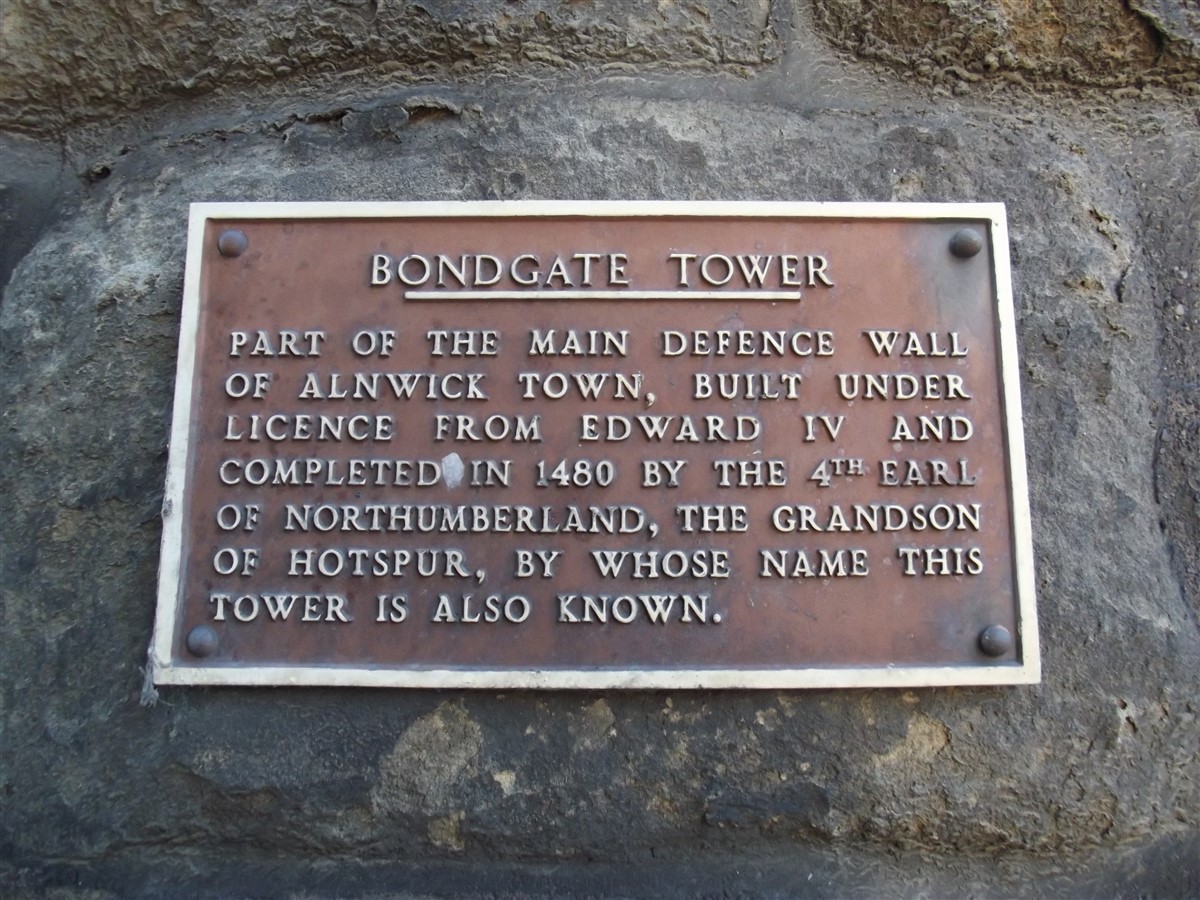 BONDGATE TOWER
PART OF THE MAIN DEFENCE WALL
OF ALNWICK TOWN, BUILT UNDER
LICENCE FROM EDWARD IV AND
COMPLETED IN 1480 BY THE 4TH EARL
OF NORTHUMBERLAND, THE GRANDSON
OF HOTSPUR, BY WHOSE NAME THIS
TOWER IS ALSO KNOWN.